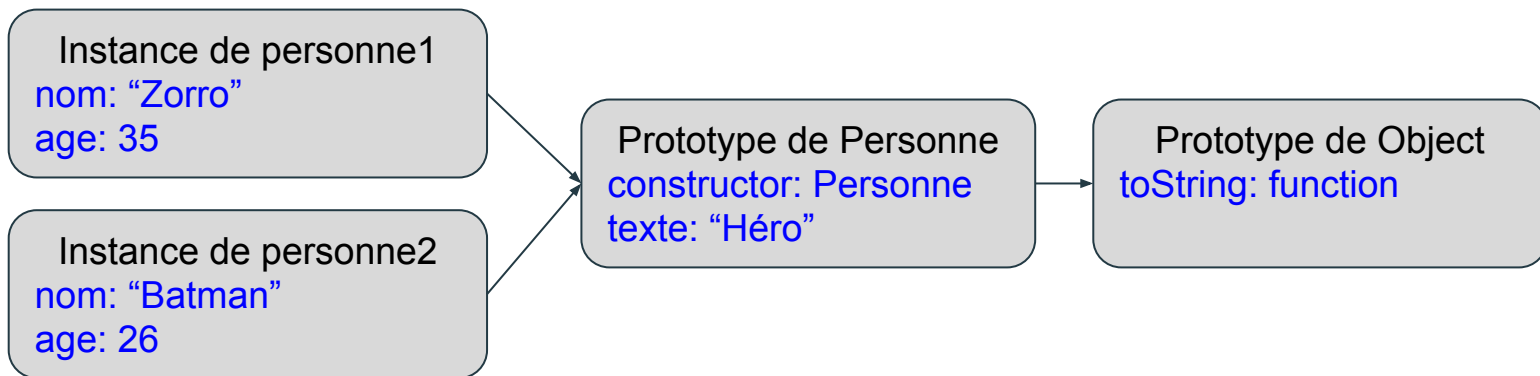 Instance de personne1
nom: “Zorro”
age: 35
Instance de personne2
nom: “Batman”
age: 26
Prototype de Personne
constructor: Personne
texte: “Héro”
Prototype de Object
toString: function